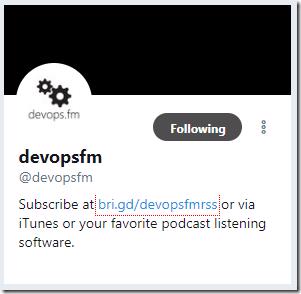 devops.fm
Following
devopsfm
@devopsfm
Subscribe at bri.gd/devopsfmrss or via
iTunes or your favorite podcast listening
software.